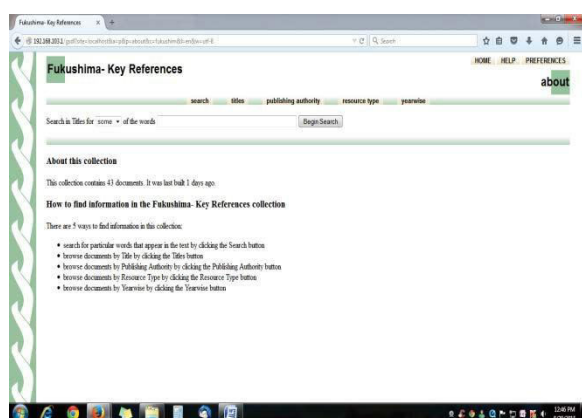 Fukushima- Key References
Search
HOME HELP PREFERENCES
Fukushima- Key References
about
search titles publishing authority resource type yearwise
Search in Titles for some of the words Begin Search
About this collection
This collection contains 43 documents. It was last built 1 days ago.
How to find information in the Fukushima- Key References collection
There are 5 ways to find information in this collection:
• search for particular words that appear in the text by clicking the Search button
• browse documents by Title by clicking the Titles button
• browse documents by Publishing Authority by clicking the Publishing Authority button
• browse documents by Resource Type by clicking the Resource Type button
• browse documents by Yearwise by clicking the Yearwise button
12:46 PM